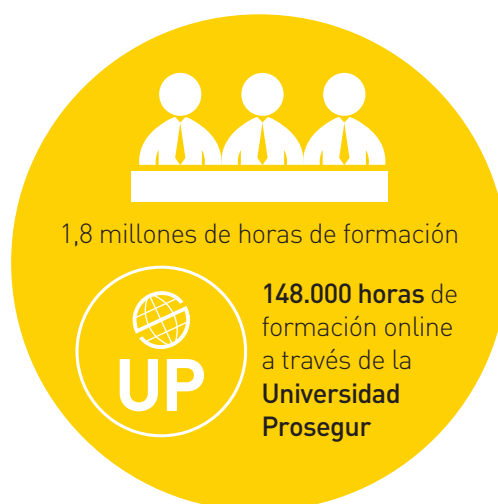 1,8 millones de horas de formación
UP
148.000 horas de
formación online
a través de la
Universidad
Prosegur